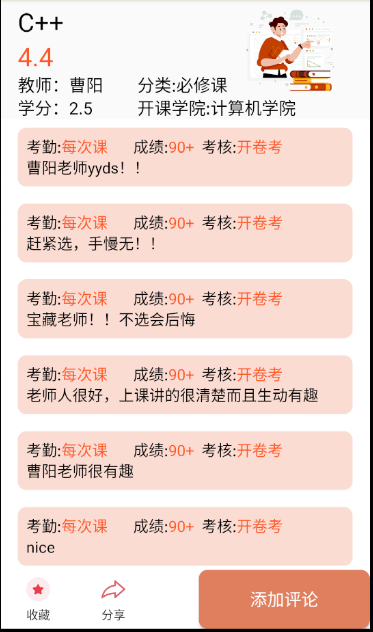 C++
4.4
教师：曹阳 分类:必修课
学分：2.5 开课学院:计算机学院
考勤:每次课 成绩:90+ 考核:开卷考
曹阳老师yyds！！
考勤:每次课 成绩:90+ 考核:开卷考
赶紧选，手慢无！！
考勤:每次课 成绩:90+ 考核:开卷考
宝藏老师！！不选会后悔
考勤:每次课 成绩:90+ 考核:开卷考
老师人很好，上课讲的很清楚而且生动有趣
考勤:每次课 成绩:90+ 考核:开卷考
曹阳老师很有趣
考勤:每次课 成绩:90+ 考核:开卷考
nice
收藏 分享 添加评论